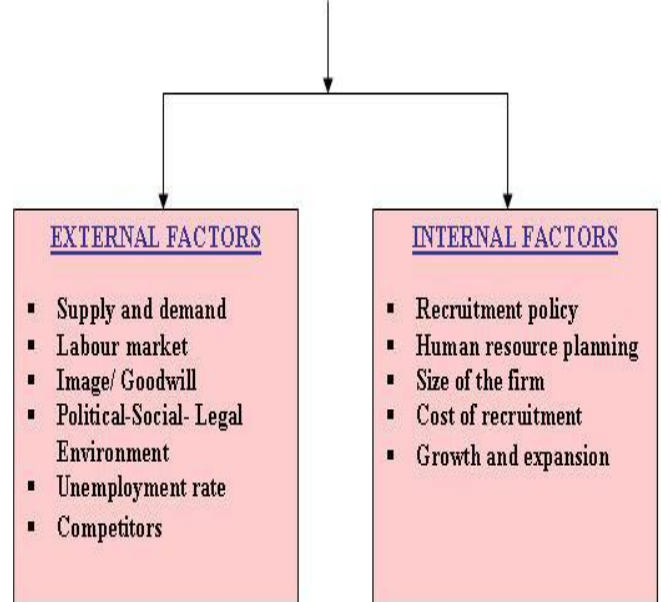 EXTERNAL FACTORS
▪ Supply and demand
▪ Labour market
▪ Image/ Goodwill
▪ Political-Social- Legal
Environment
▪ Unemployment rate
▪ Competitors
INTERNAL FACTORS
▪ Recruitment policy
▪ Human resource planning
▪ Size of the firm
▪ Cost of recruitment
▪ Growth and expansion